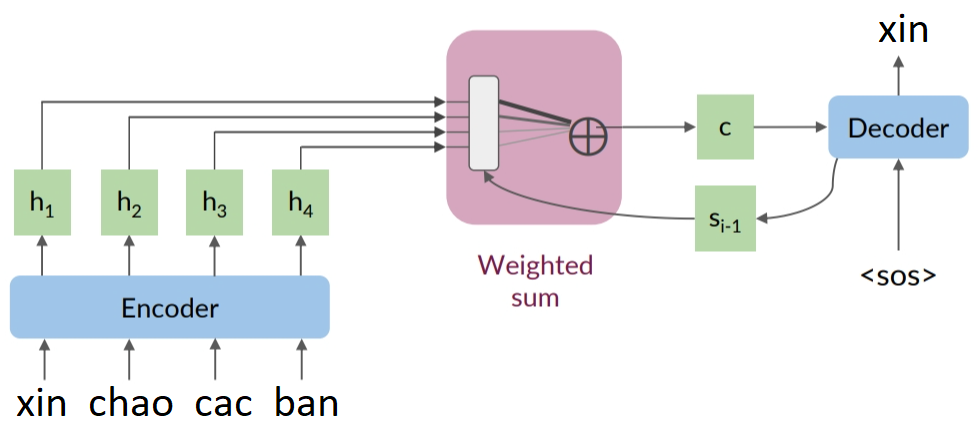 xin
c
Decoder
h₁ h₂ h₃ h₄
sᵢ₋₁
Weighted
sum
<sos>
Encoder
xin chao cac ban